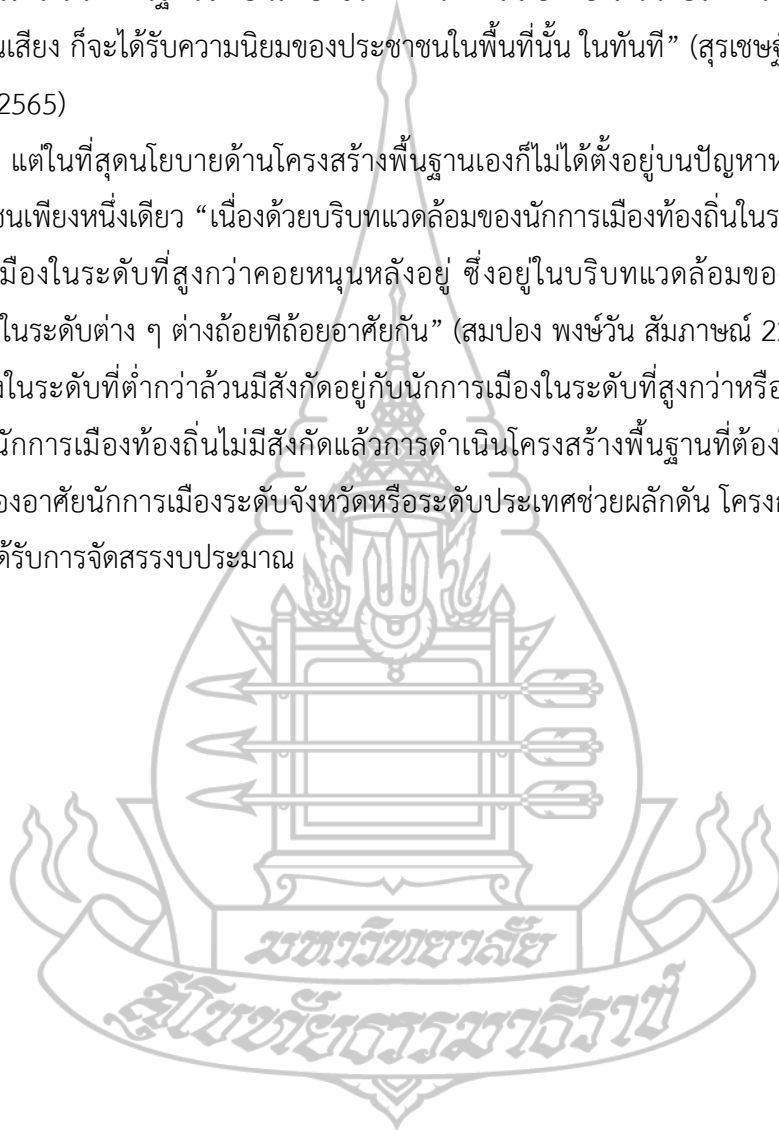 นเสียง ก็จะได้รับความนิยมของประชาชนในพื้นที่นั้น ในทันที” (สุรเชษฐ์
2565)
แต่ในที่สุดนโยบายด้านโครงสร้างพื้นฐานเองก็ไม่ได้ตั้งอยู่บนปัญหาห
ชนเพียงหนึ่งเดียว “เนื่องด้วยบริบทแวดล้อมของนักการเมืองท้องถิ่นในร
เมืองในระดับที่สูงกว่าคอยหนุนหลังอยู่ ซึ่งอยู่ในบริบทแวดล้อมขอ
ในระดับต่าง ๆ ต่างถ้อยทีถ้อยอาศัยกัน” (สมปอง พงษ์วัน สัมภาษณ์ 2
งในระดับที่ต่ำกว่าล้วนมีสังกัดอยู่กับนักการเมืองในระดับที่สูงกว่าหรือ
นักการเมืองท้องถิ่นไม่มีสังกัดแล้วการดำเนินโครงสร้างพื้นฐานที่ต้อง
องอาศัยนักการเมืองระดับจังหวัดหรือระดับประเทศช่วยผลักดัน โครงก
ด้รับการจัดสรรงบประมาณ
มหาวิทยาลัย
สุโขทัยธรรมาธิราช